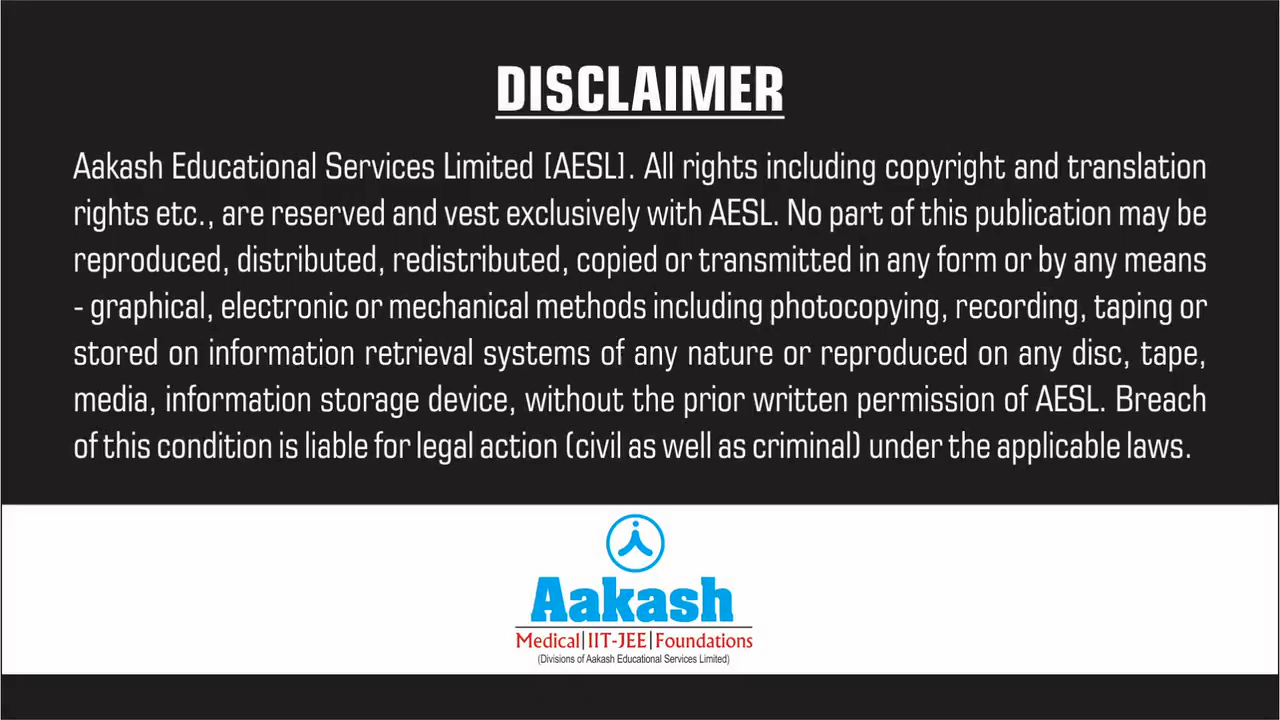 DISCLAIMER
Aakash Educational Services Limited [AESL]. All rights including copyright and translation
rights etc., are reserved and vest exclusively with AESL. No part of this publication may be
reproduced, distributed, redistributed, copied or transmitted in any form or by any means
- graphical, electronic or mechanical methods including photocopying, recording, taping or
stored on information retrieval systems of any nature or reproduced on any disc, tape,
media, information storage device, without the prior written permission of AESL. Breach
of this condition is liable for legal action (civil as well as criminal) under the applicable laws.
Aakash
Medical|IIT-JEE|Foundations
(Divisions of Aakash Educational Services Limited)